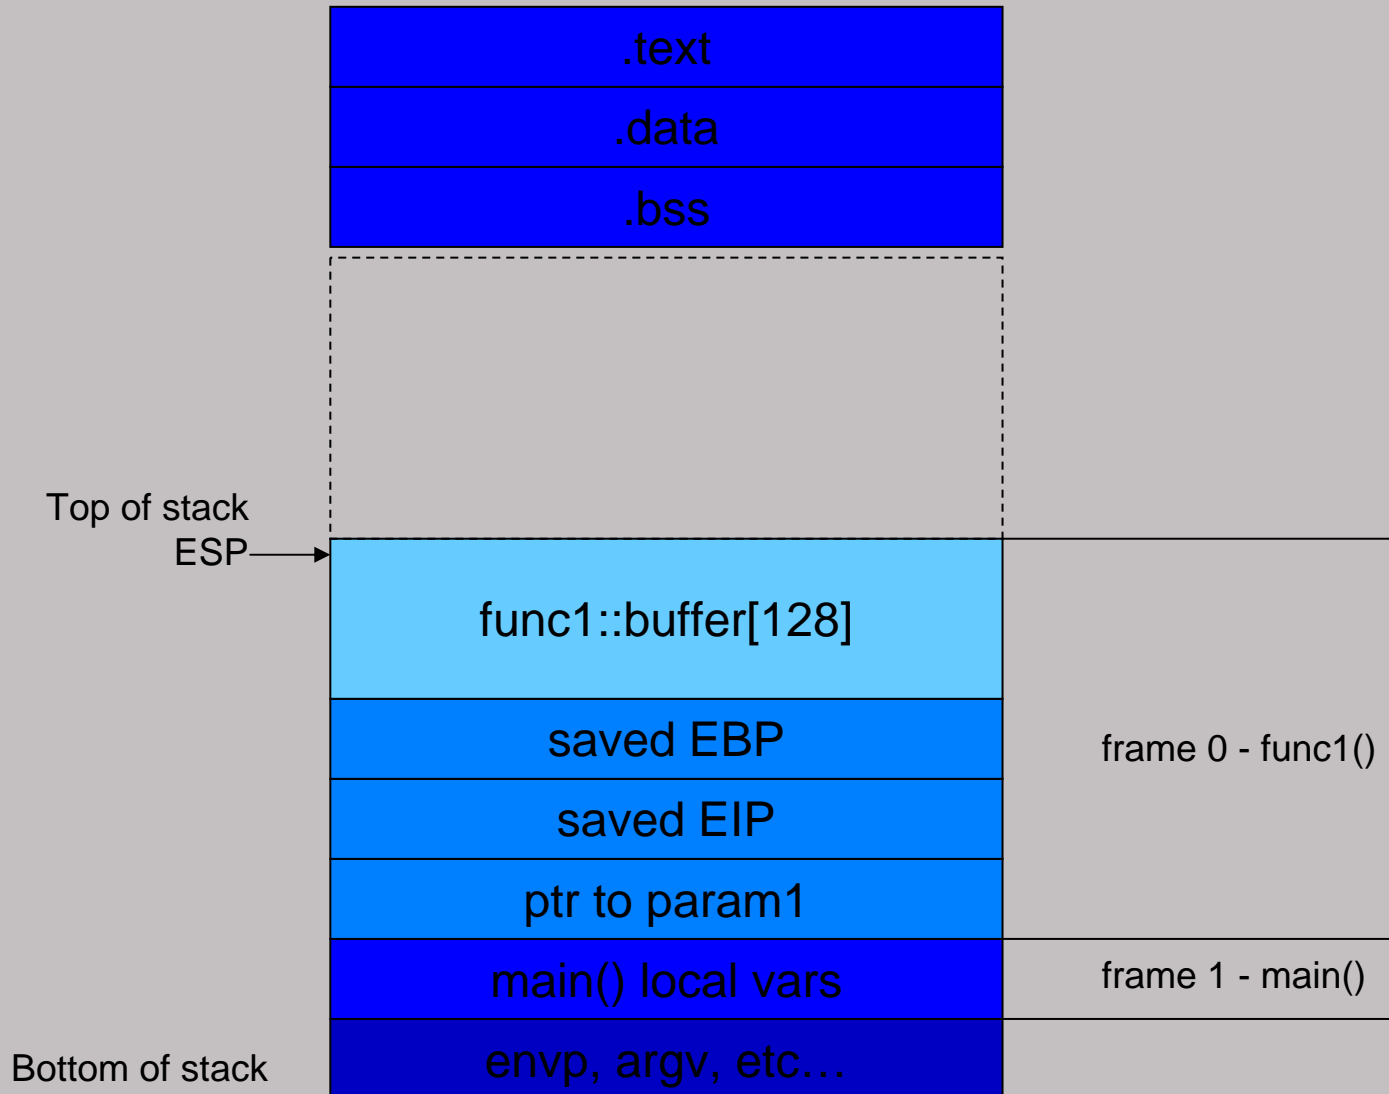 .text
.data
.bss
Top of stack
ESP
func1::buffer[128]
saved EBP
frame 0 - func1()
saved EIP
ptr to param1
main() local vars
frame 1 - main()
Bottom of stack
envp, argv, etc…